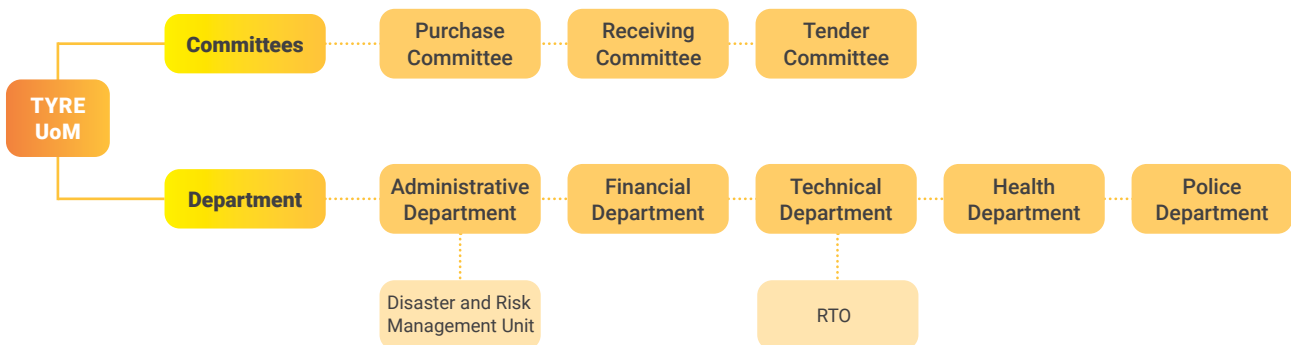 Committees
Purchase
Committee
Receiving
Committee
Tender
Committee
TYRE
UoM
Department
Administrative
Department
Financial
Department
Technical
Department
Health
Department
Police
Department
Disaster and Risk
Management Unit
RTO